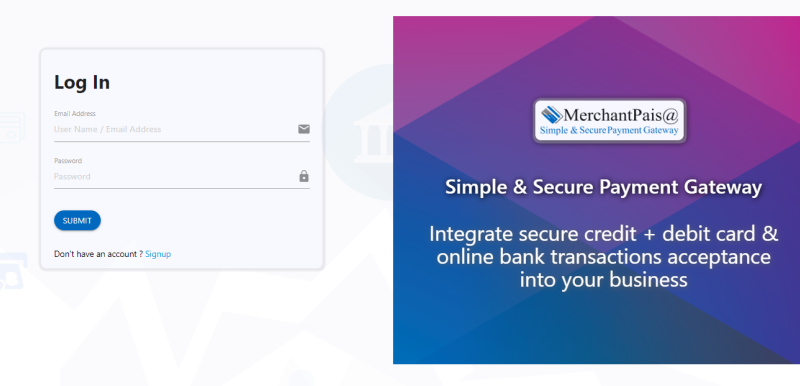 Log In
Email Address
User Name / Email Address
Password
Password
SUBMIT
Don't have an account ? Signup
MerchantPais@
Simple & Secure Payment Gateway
Simple & Secure Payment Gateway
Integrate secure credit + debit card &
online bank transactions acceptance
into your business